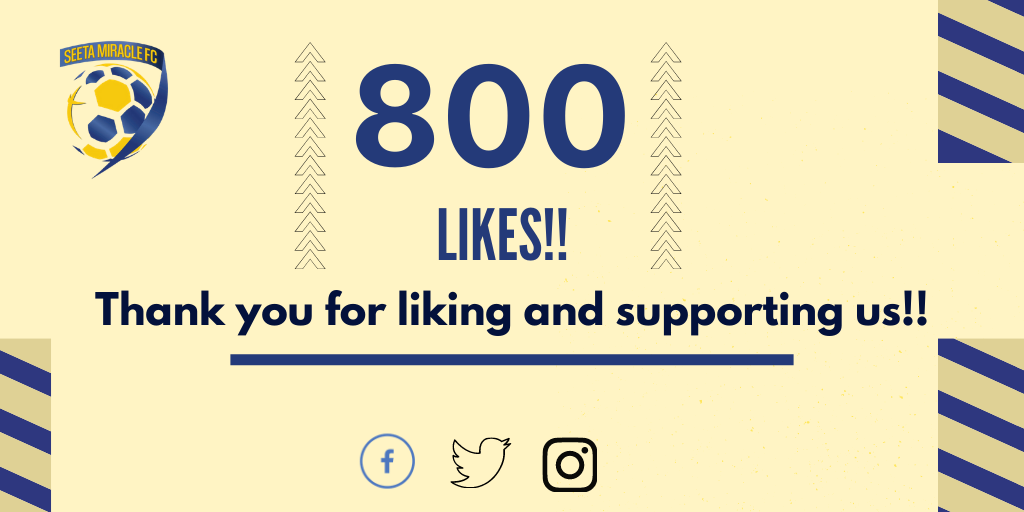 SEETA MIRACLE FC
800
LIKES!!
Thank you for liking and supporting us!!